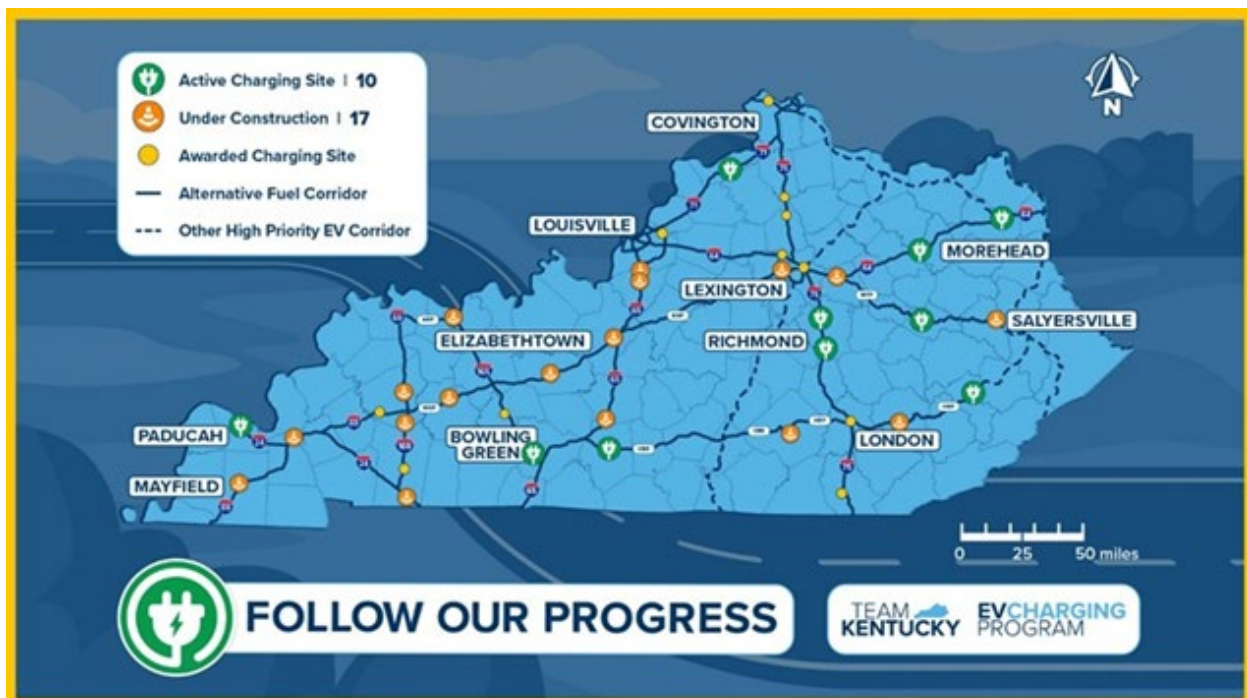 Active Charging Site | 10
Under Construction | 17
Awarded Charging Site
Alternative Fuel Corridor
Other High Priority EV Corridor
N
COVINGTON
LOUISVILLE
MOREHEAD
LEXINGTON
ELIZABETHTOWN
RICHMOND
SALYERSVILLE
PADUCAH
BOWLING
GREEN
LONDON
MAYFIELD
0 25 50 miles
FOLLOW OUR PROGRESS
TEAM
KENTUCKY
EVCHARGING
PROGRAM